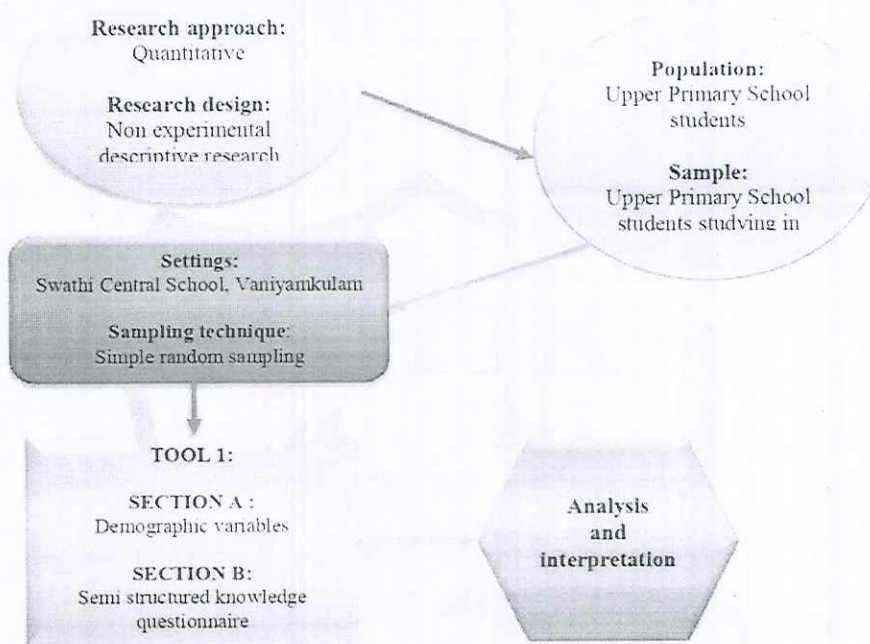 Research approach:
Quantitative
Research design:
Non experimental
descriptive research
Population:
Upper Primary School
students
Sample:
Upper Primary School
students studying in
Settings:
Swathi Central School, Vaniyamkulam
Sampling technique:
Simple random sampling
TOOL 1:
SECTION A :
Demographic variables
SECTION B:
Semi structured knowledge
questionnaire
Analysis
and
interpretation